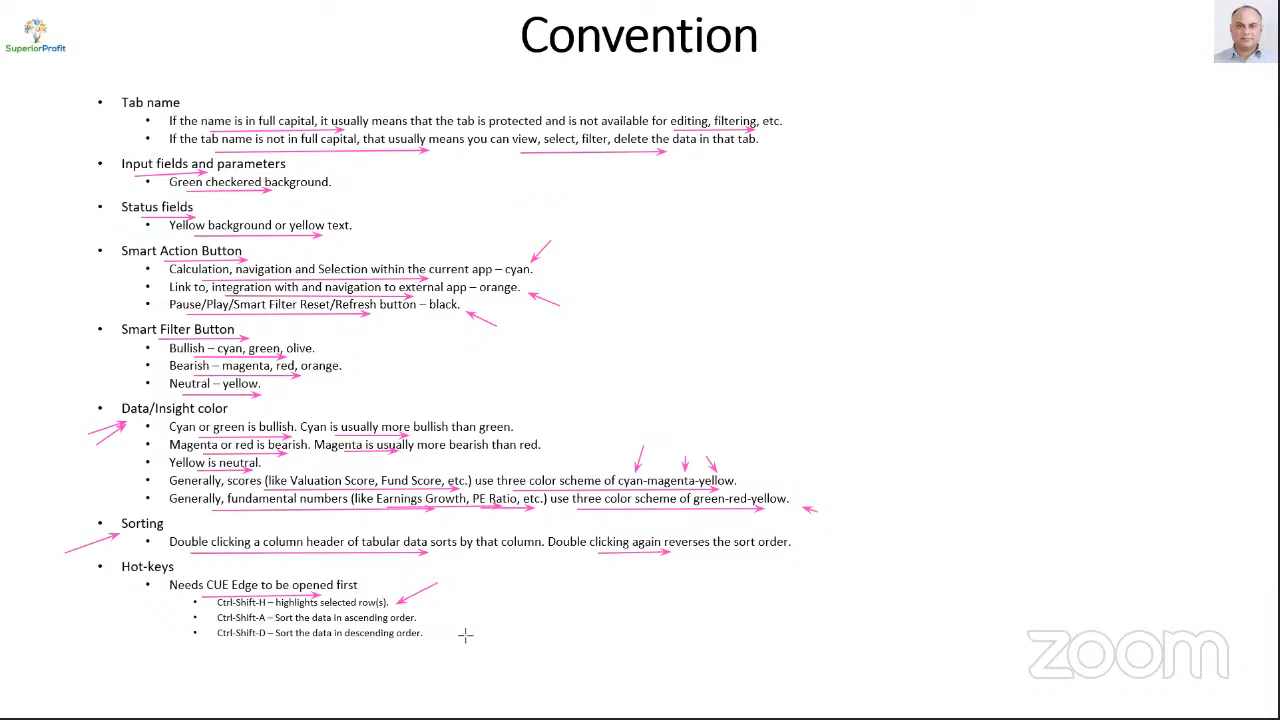 Convention
SuperiorProfit
Tab name
If the name is in full capital, it usually means that the tab is protected and is not available for editing, filtering, etc.
If the tab name is not in full capital, that usually means you can view, select, filter, delete the data in that tab.
Input fields and parameters
Green checkered background.
Status fields
Yellow background or yellow text.
Smart Action Button
Calculation, navigation and Selection within the current app – cyan.
Link to, integration with and navigation to external app – orange.
Pause/Play/Smart Filter Reset/Refresh button – black.
Smart Filter Button
Bullish – cyan, green, olive.
Bearish – magenta, red, orange.
Neutral – yellow.
Data/Insight color
Cyan or green is bullish. Cyan is usually more bullish than green.
Magenta or red is bearish. Magenta is usually more bearish than red.
Yellow is neutral.
Generally, scores (like Valuation Score, Fund Score, etc.) use three color scheme of cyan-magenta-yellow.
Generally, fundamental numbers (like Earnings Growth, PE Ratio, etc.) use three color scheme of green-red-yellow.
Sorting
Double clicking a column header of tabular data sorts by that column. Double clicking again reverses the sort order.
Hot-keys
Needs CUE Edge to be opened first
Ctrl-Shift-H – highlights selected row(s).
Ctrl-Shift-A – Sort the data in ascending order.
Ctrl-Shift-D – Sort the data in descending order.
zoom